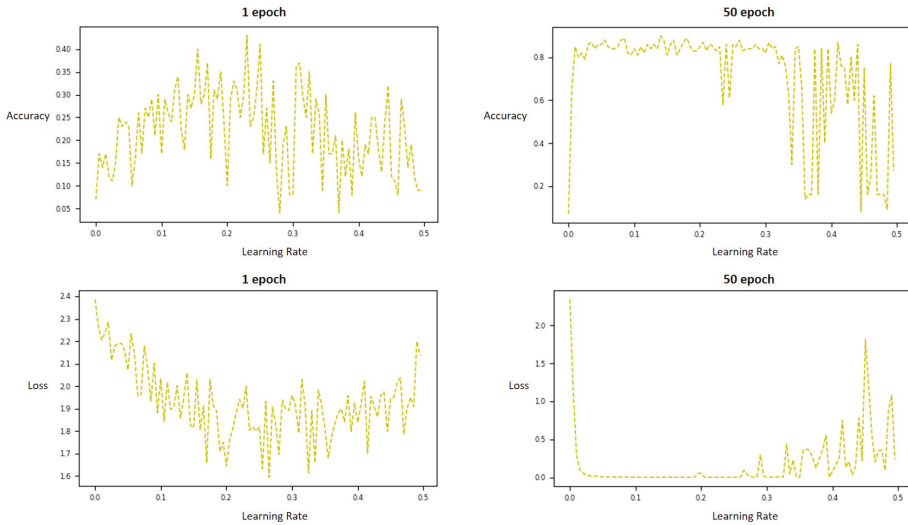 1 epoch
0.40
0.35
0.30
0.25
0.20
0.15
0.10
0.05
Accuracy
0.0 0.1 0.2 0.3 0.4 0.5
Learning Rate
50 epoch
0.8
0.6
0.4
0.2
Accuracy
0.0 0.1 0.2 0.3 0.4 0.5
Learning Rate
1 epoch
2.4
2.3
2.2
2.1
2.0
1.9
1.8
1.7
1.6
Loss
0.0 0.1 0.2 0.3 0.4 0.5
Learning Rate
50 epoch
2.0
1.5
1.0
0.5
0.0
Loss
0.0 0.1 0.2 0.3 0.4 0.5
Learning Rate